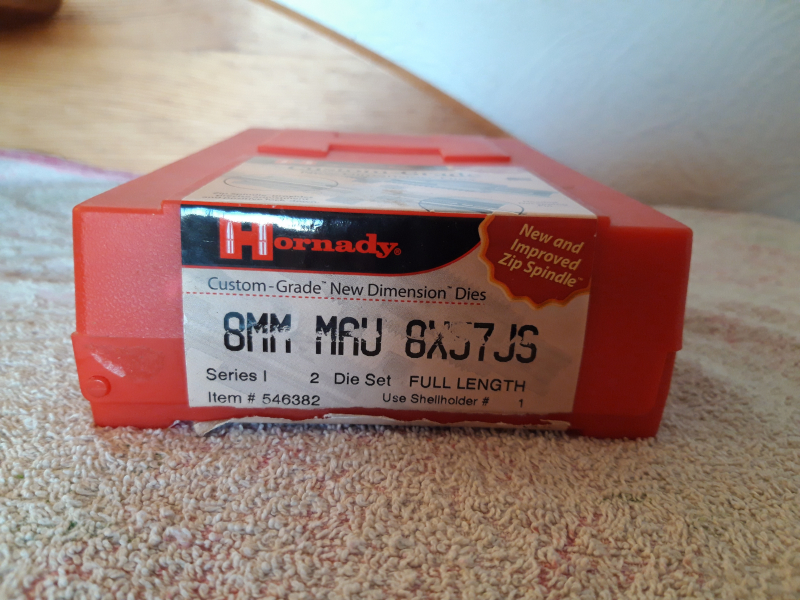 Hornady®
New and
Improved
Zip Spindle™
Custom-Grade™ New Dimension™ Dies
8MM MAU 8X57JS
Series I 2 Die Set FULL LENGTH
Item # 546382 Use Shellholder # 1